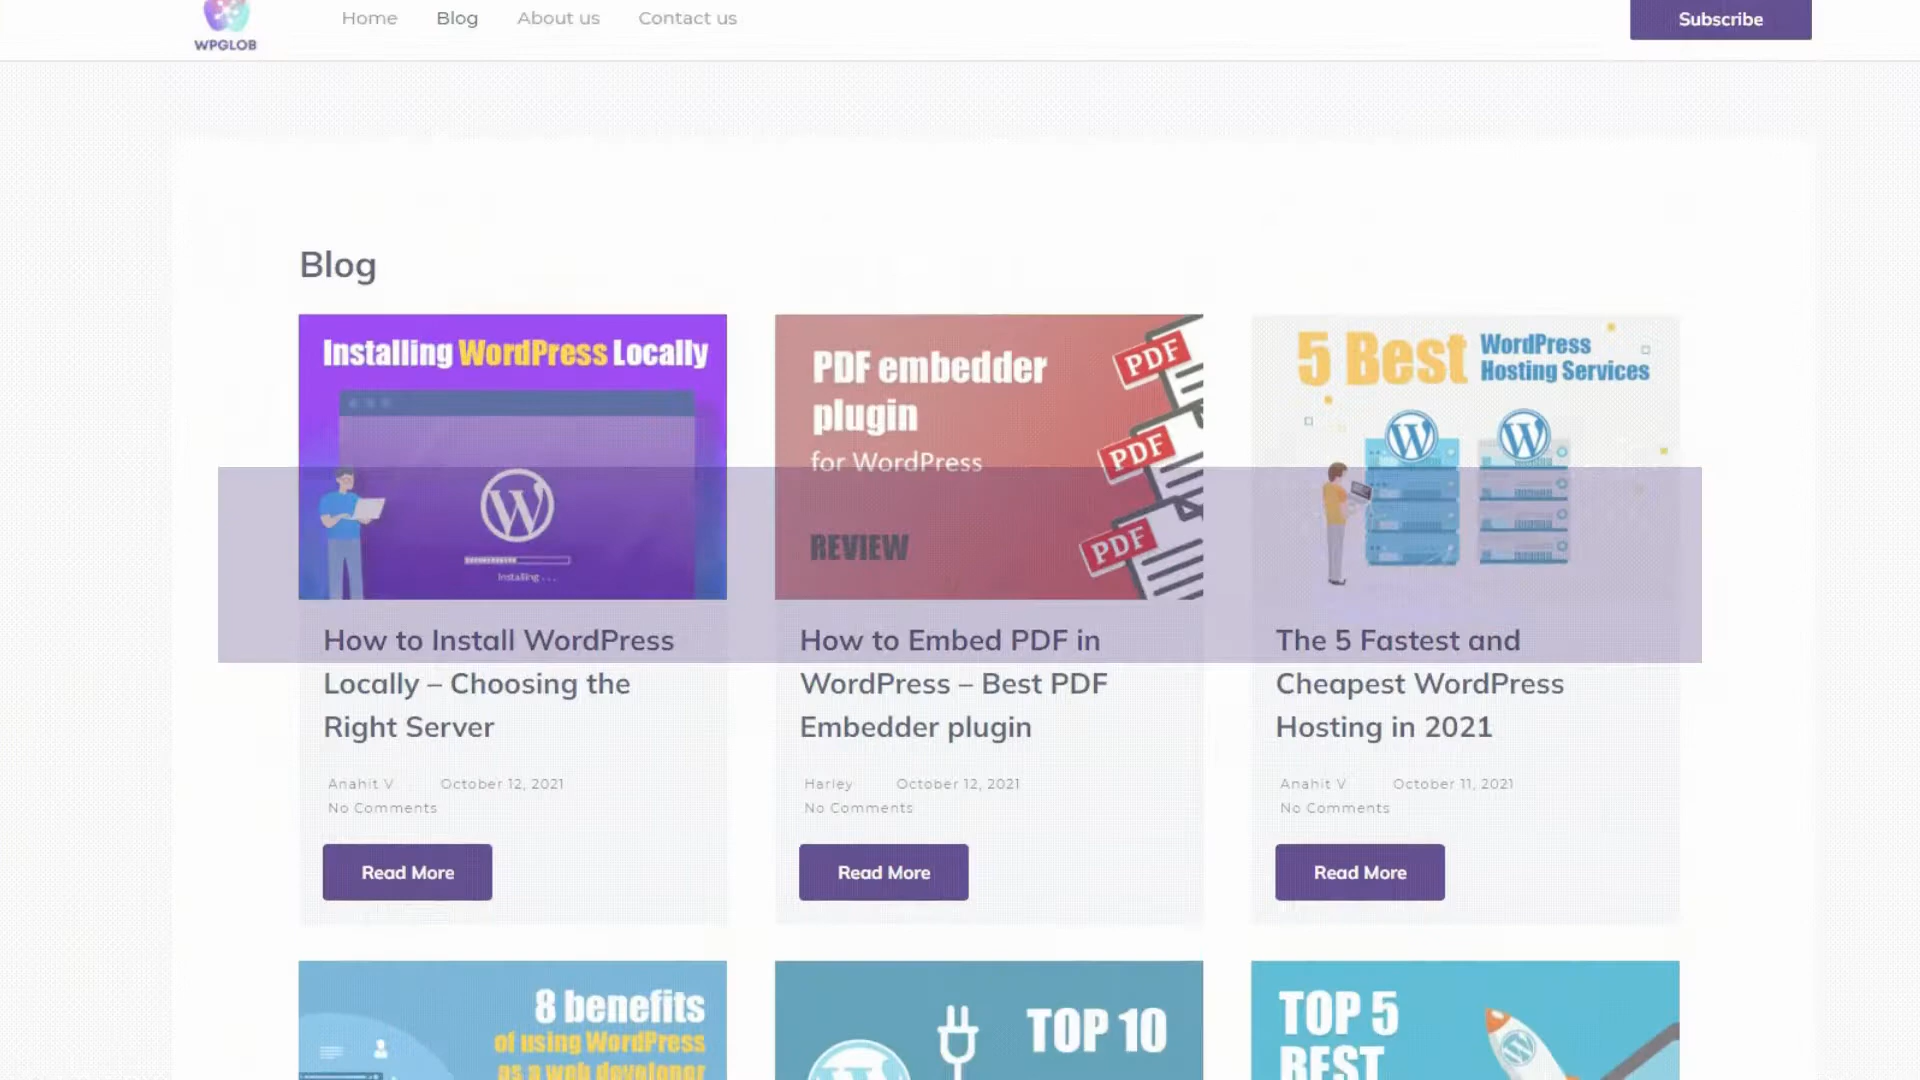 WPGLOB
Home Blog About us Contact us
Subscribe
Blog
Installing WordPress Locally
Installing . . .
How to Install WordPress
Locally – Choosing the
Right Server
Anahit V October 12, 2021
No Comments
Read More
PDF embedder
plugin
for WordPress
REVIEW
PDF
PDF
PDF
How to Embed PDF in
WordPress – Best PDF
Embedder plugin
Harley October 12, 2021
No Comments
Read More
5 Best WordPress
Hosting Services
The 5 Fastest and
Cheapest WordPress
Hosting in 2021
Anahit V October 11, 2021
No Comments
Read More
8 benefits
of using WordPress
as a web developer
TOP 10
TOP 5
BEST